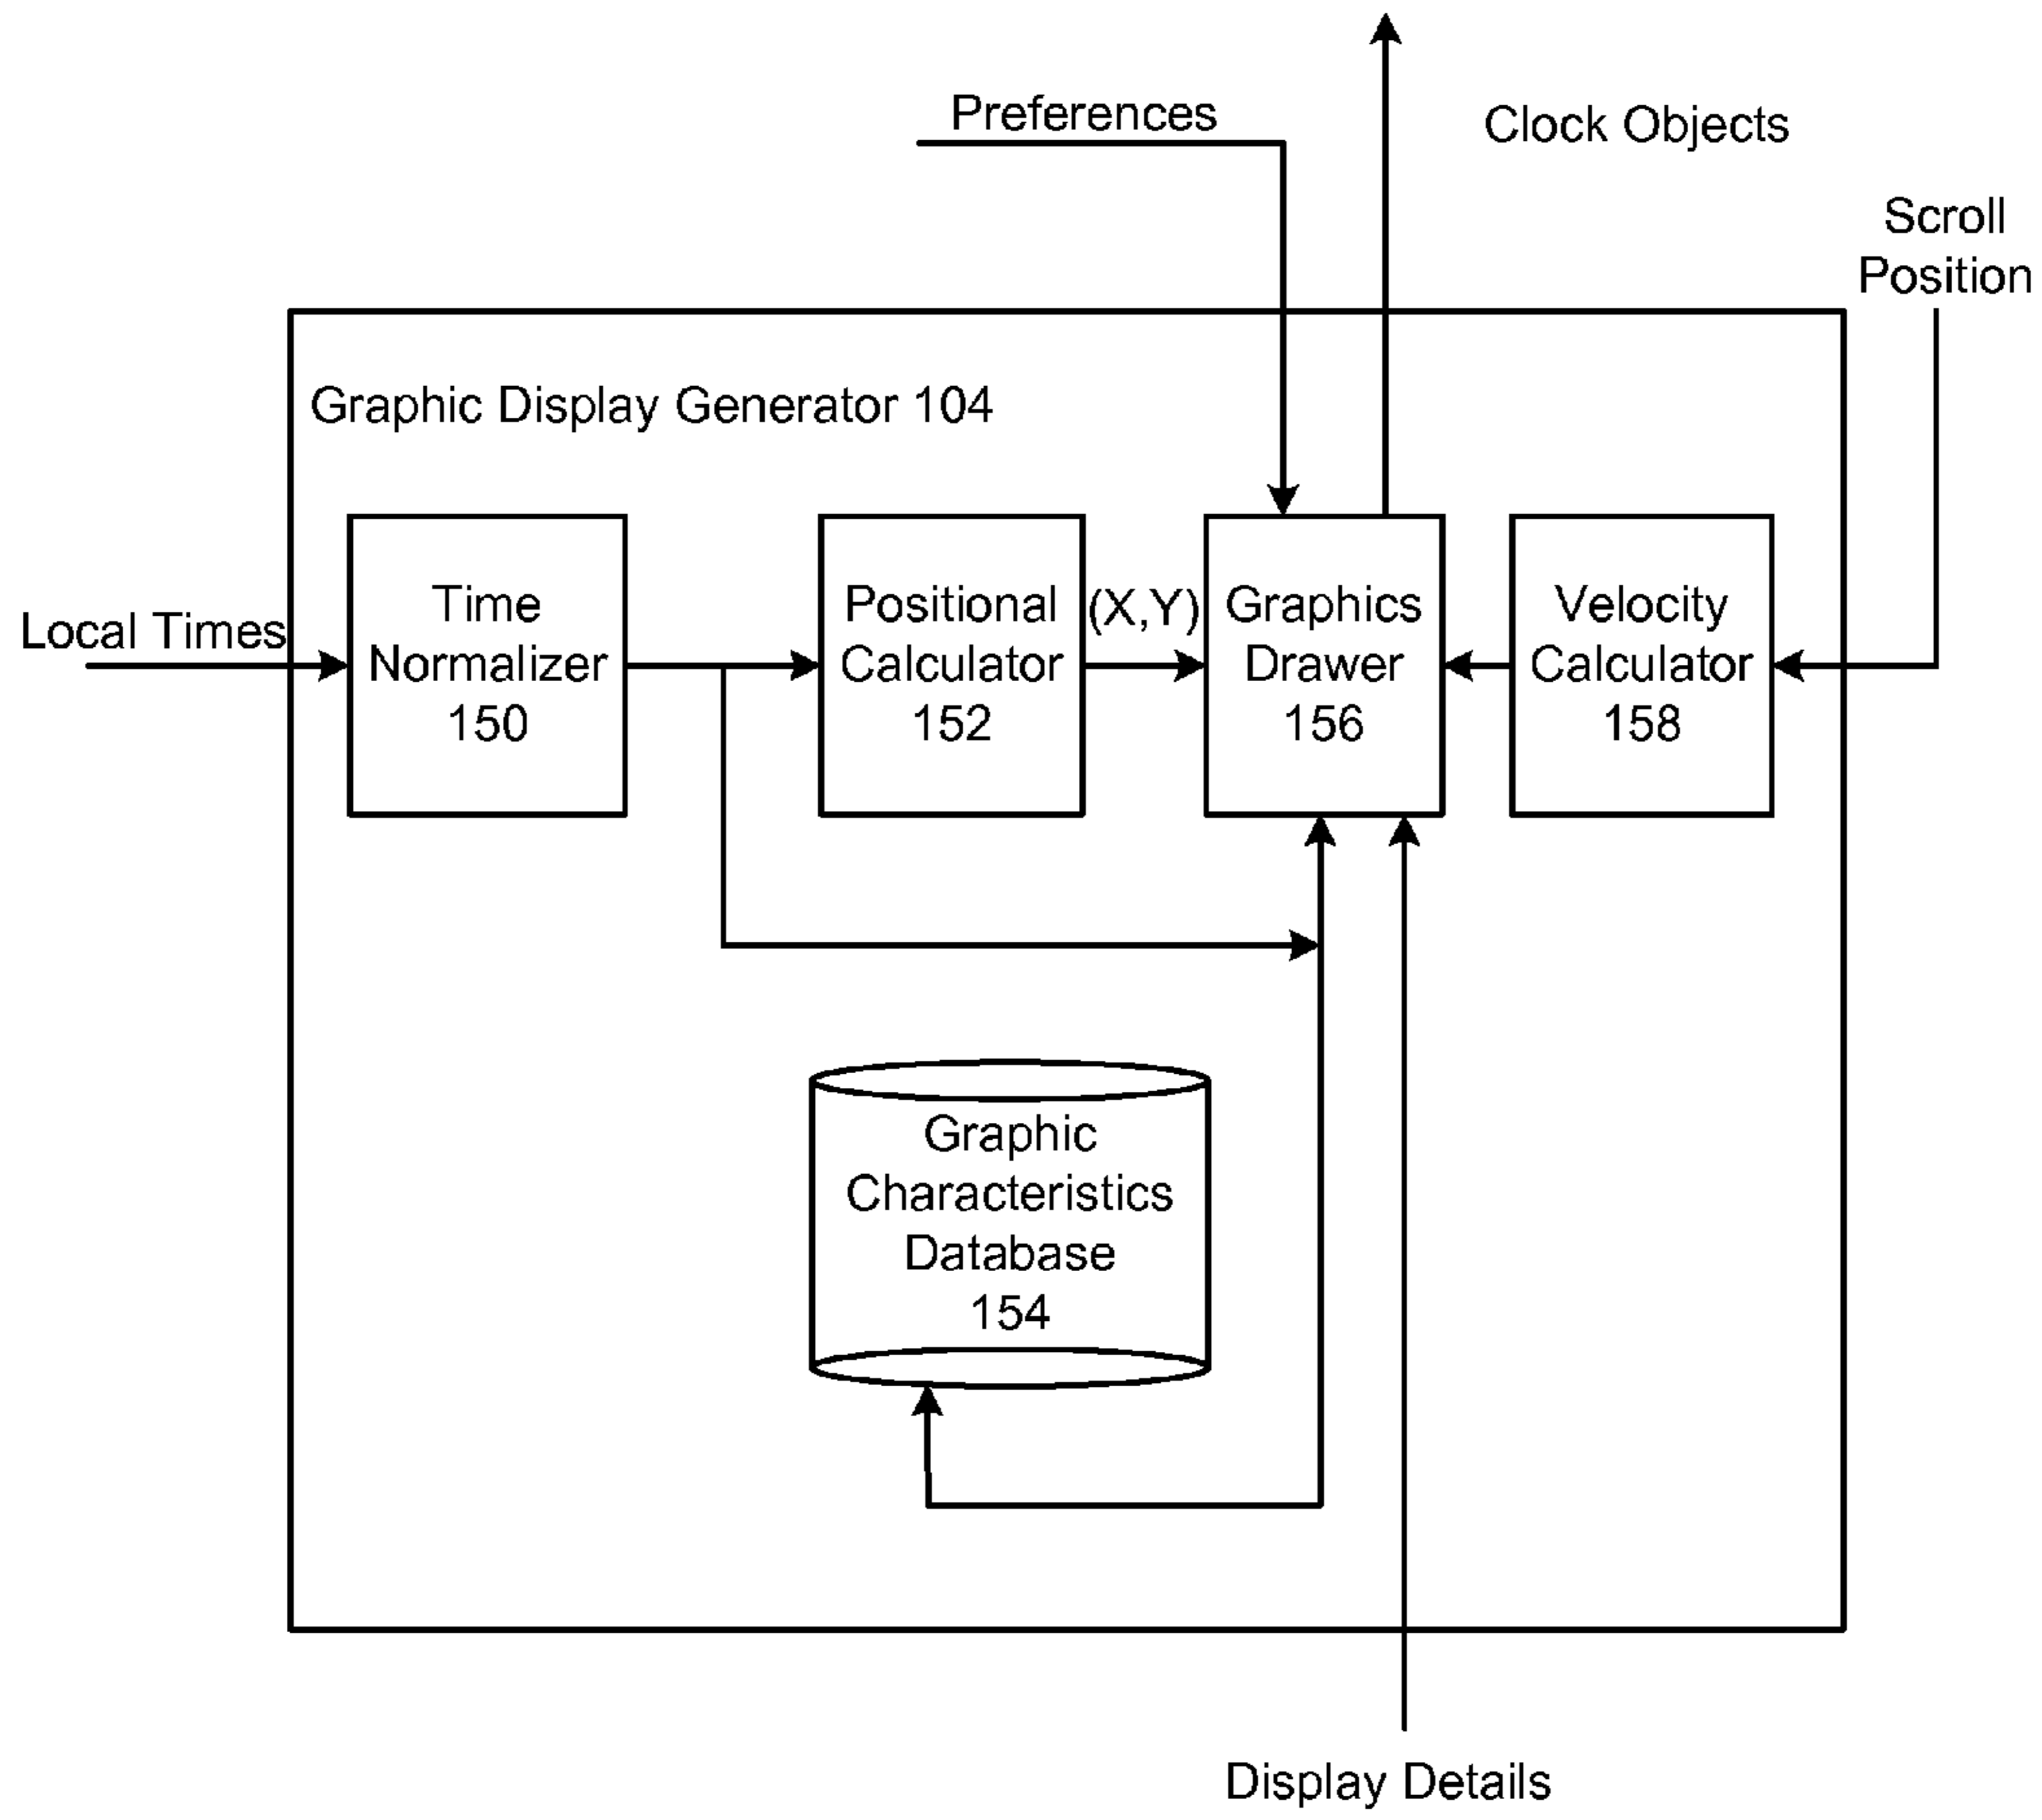 Preferences
Clock Objects
Scroll
Position
Graphic Display Generator 104
Local Times
Time
Normalizer
150
Positional
Calculator
152
(X,Y)
Graphics
Drawer
156
Velocity
Calculator
158
Graphic
Characteristics
Database
154
Display Details